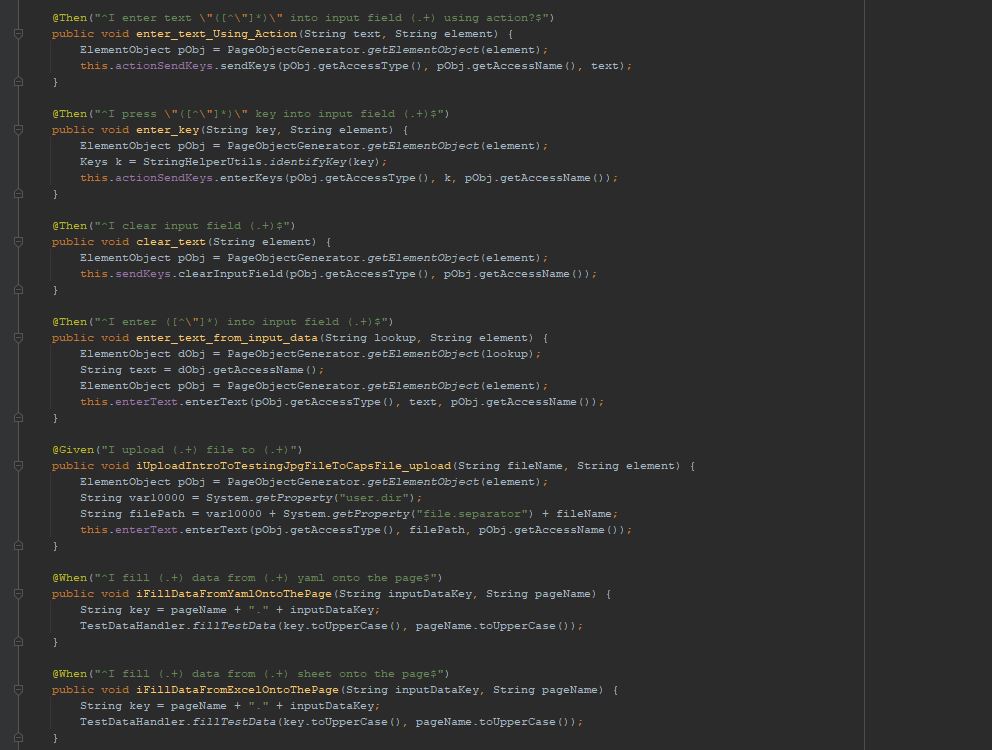 @Then("^I enter text \"([^\"]*)\" into input field (.+) using action?$")
public void enter_text_Using_Action(String text, String element) {
    ElementObject pObj = PageObjectGenerator.getElementObject(element);
    this.actionSendKeys.sendKeys(pObj.getAccessType(), pObj.getAccessName(), text);
}

@Then("^I press \"([^\"]*)\" key into input field (.+)$")
public void enter_key(String key, String element) {
    ElementObject pObj = PageObjectGenerator.getElementObject(element);
    Keys k = StringHelperUtils.identifyKey(key);
    this.actionSendKeys.enterKeys(pObj.getAccessType(), k, pObj.getAccessName());
}

@Then("^I clear input field (.+)$")
public void clear_text(String element) {
    ElementObject pObj = PageObjectGenerator.getElementObject(element);
    this.sendKeys.clearInputField(pObj.getAccessType(), pObj.getAccessName());
}

@Then("^I enter ([^\"]*) into input field (.+)$")
public void enter_text_from_input_data(String lookup, String element) {
    ElementObject dObj = PageObjectGenerator.getElementObject(lookup);
    String text = dObj.getAccessName();
    ElementObject pObj = PageObjectGenerator.getElementObject(element);
    this.enterText.enterText(pObj.getAccessType(), text, pObj.getAccessName());
}

@Given("I upload (.+) file to (.+)")
public void iUploadIntroToTestingJpgFileToCapsFile_upload(String fileName, String element) {
    ElementObject pObj = PageObjectGenerator.getElementObject(element);
    String var10000 = System.getProperty("user.dir");
    String filePath = var10000 + System.getProperty("file.separator") + fileName;
    this.enterText.enterText(pObj.getAccessType(), filePath, pObj.getAccessName());
}

@When("^I fill (.+) data from (.+) yaml onto the page$")
public void iFillDataFromYamlOntoThePage(String inputDataKey, String pageName) {
    String key = pageName + "." + inputDataKey;
    TestDataHandler.fillTestData(key.toUpperCase(), pageName.toUpperCase());
}

@When("^I fill (.+) data from (.+) sheet onto the page$")
public void iFillDataFromExcelOntoThePage(String inputDataKey, String pageName) {
    String key = pageName + "." + inputDataKey;
    TestDataHandler.fillTestData(key.toUpperCase(), pageName.toUpperCase());
}